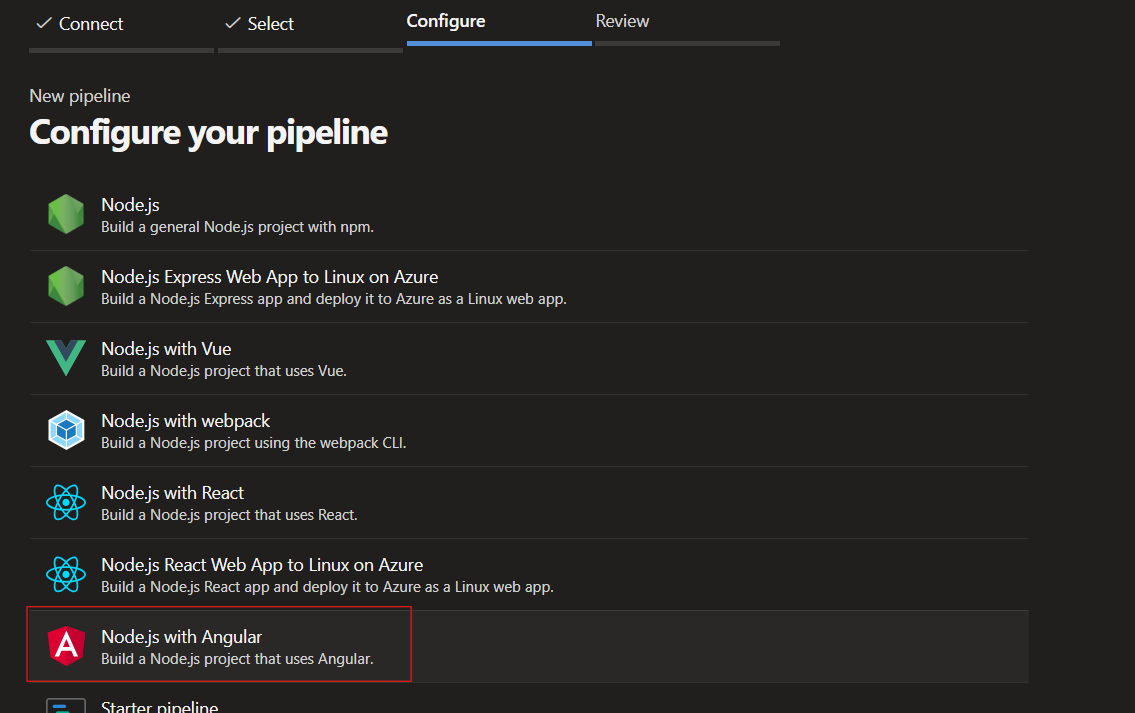 Connect
Select
Configure
Review
New pipeline
Configure your pipeline
Node.js
Build a general Node.js project with npm.
Node.js Express Web App to Linux on Azure
Build a Node.js Express app and deploy it to Azure as a Linux web app.
Node.js with Vue
Build a Node.js project that uses Vue.
Node.js with webpack
Build a Node.js project using the webpack CLI.
Node.js with React
Build a Node.js project that uses React.
Node.js React Web App to Linux on Azure
Build a Node.js React app and deploy it to Azure as a Linux web app.
Node.js with Angular
Build a Node.js project that uses Angular.
Starter pipeline